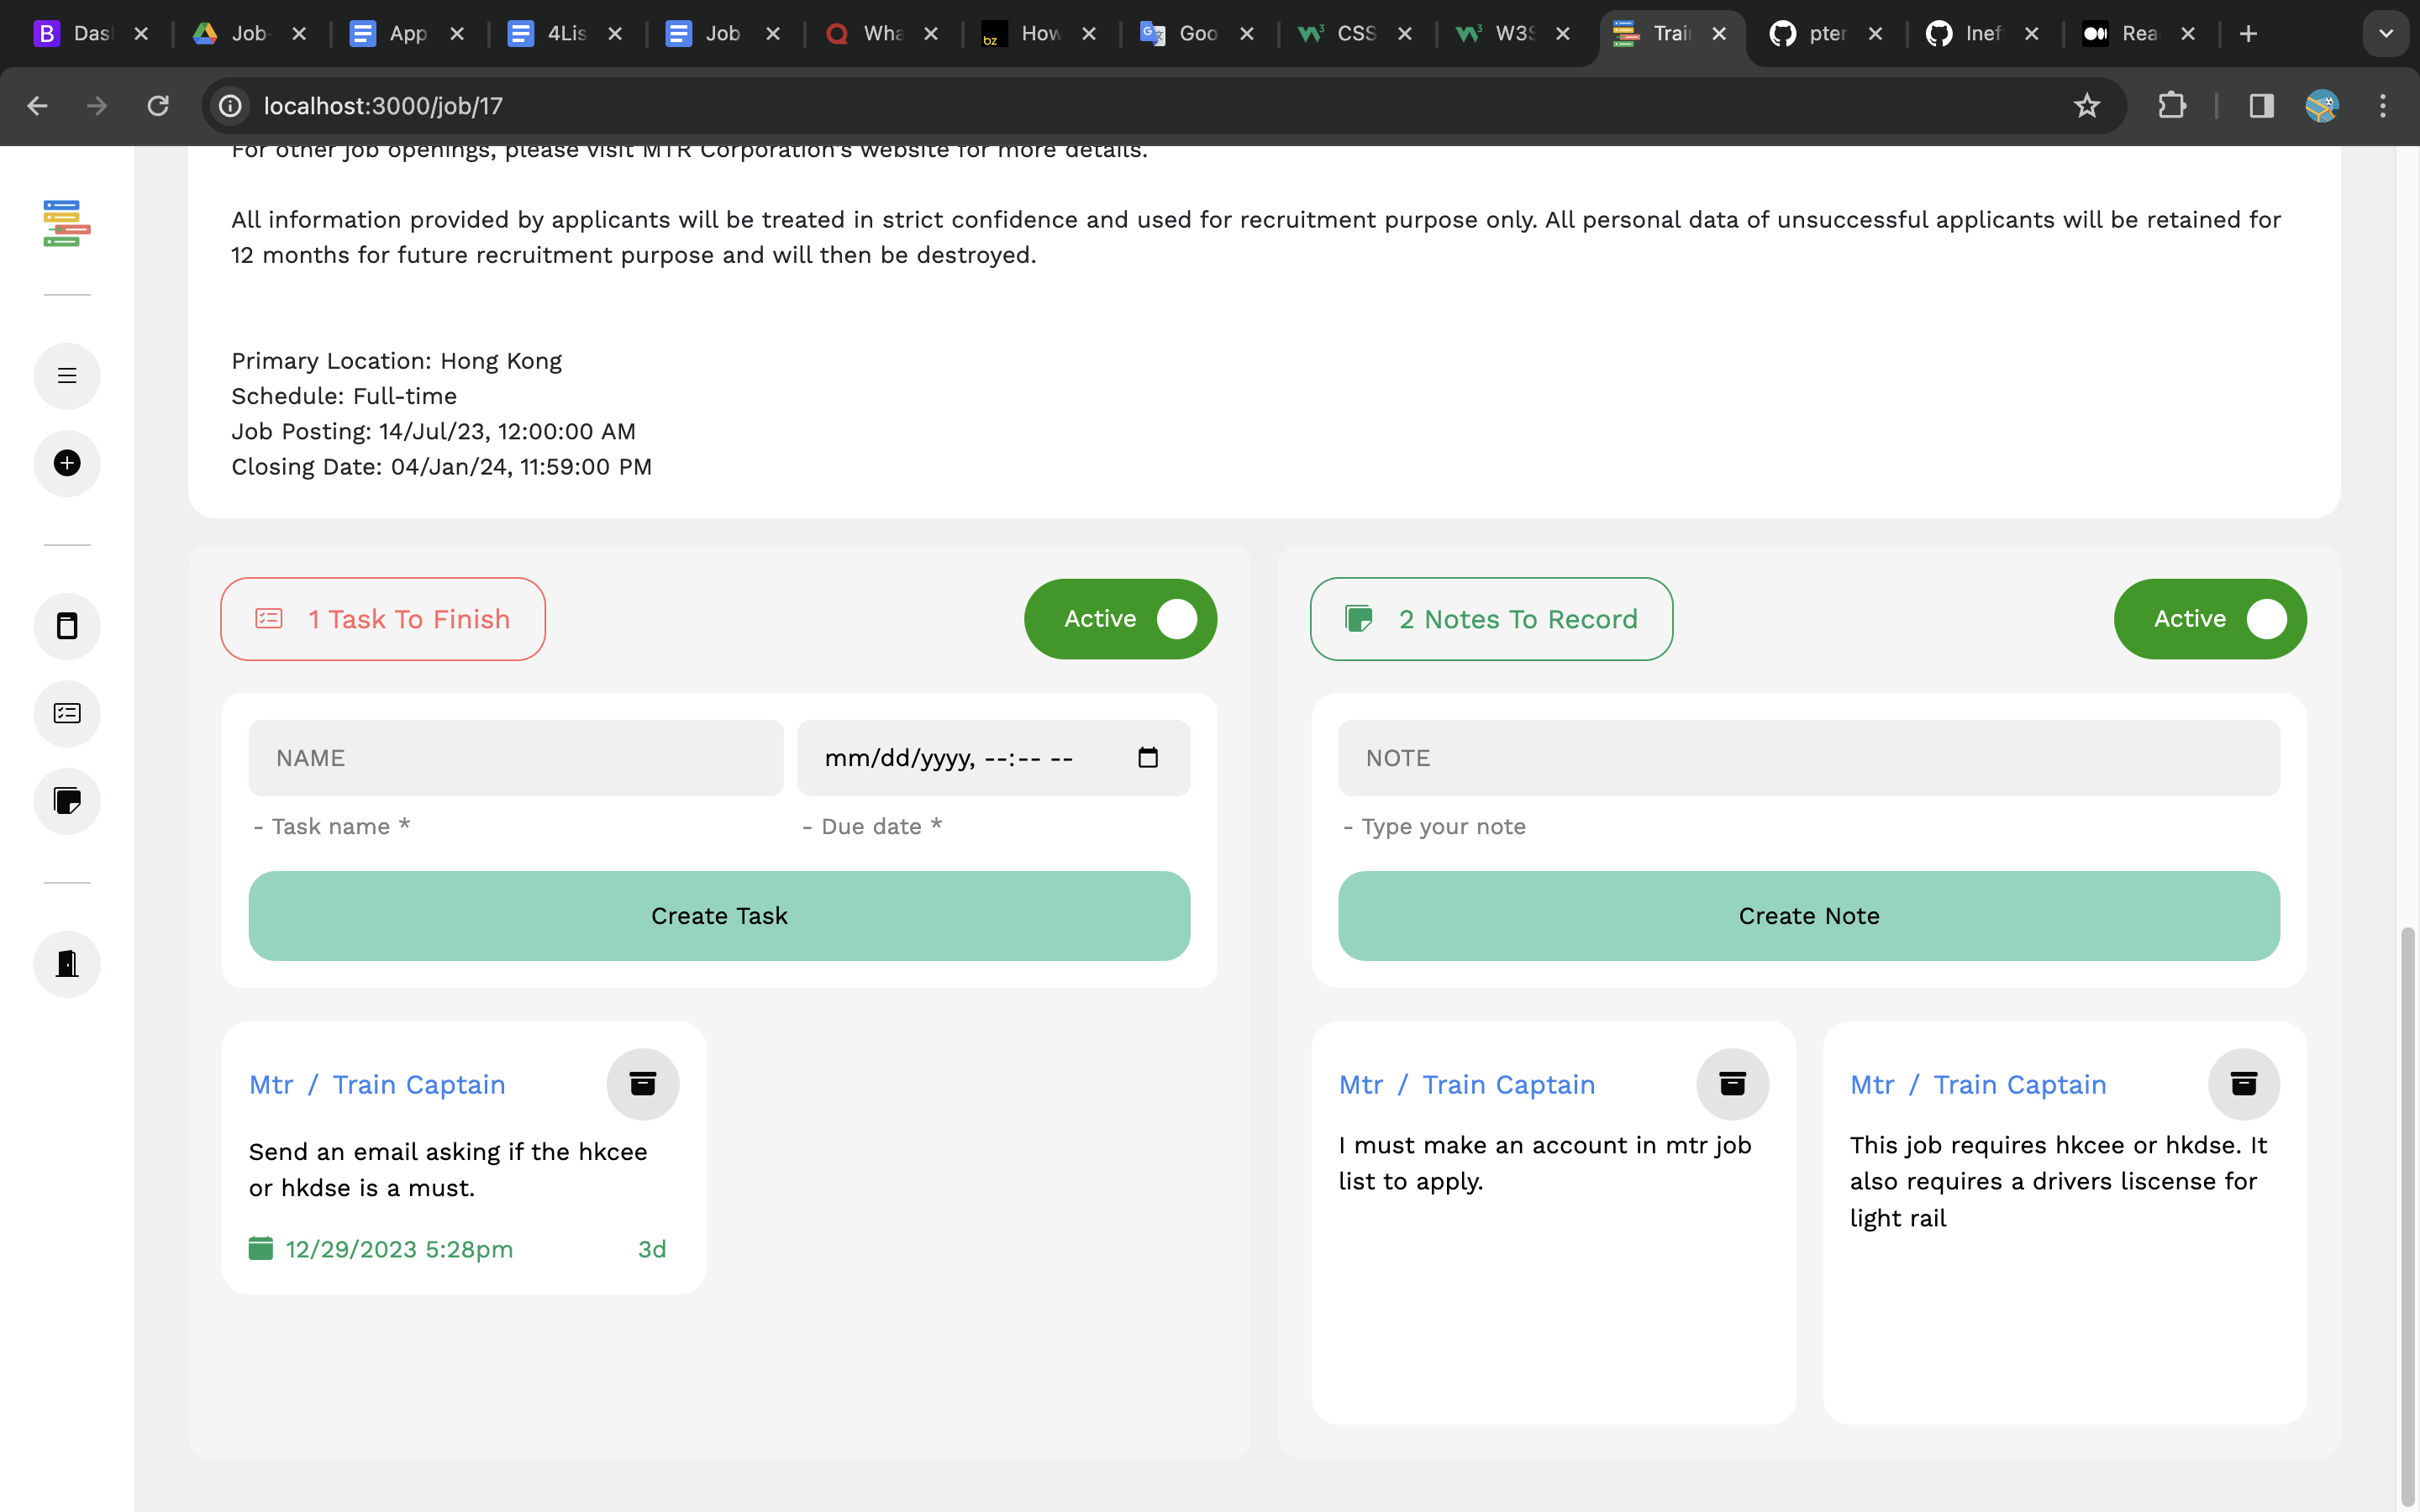 B Das
Job-
App
4Lis
Job
Wha
bz How
Goo
CSS
W3S
Trai
pter
Inef
Rea
localhost:3000/job/17
For other job openings, please visit MTR Corporation's website for more details.
All information provided by applicants will be treated in strict confidence and used for recruitment purpose only. All personal data of unsuccessful applicants will be retained for
12 months for future recruitment purpose and will then be destroyed.
Primary Location: Hong Kong
Schedule: Full-time
Job Posting: 14/Jul/23, 12:00:00 AM
Closing Date: 04/Jan/24, 11:59:00 PM
1 Task To Finish
Active
NAME
mm/dd/yyyy, --:-- --
- Task name *
- Due date *
Create Task
Mtr / Train Captain
Send an email asking if the hkcee
or hkdse is a must.
12/29/2023 5:28pm
3d
2 Notes To Record
Active
NOTE
- Type your note
Create Note
Mtr / Train Captain
I must make an account in mtr job
list to apply.
Mtr / Train Captain
This job requires hkcee or hkdse. It
also requires a drivers liscense for
light rail